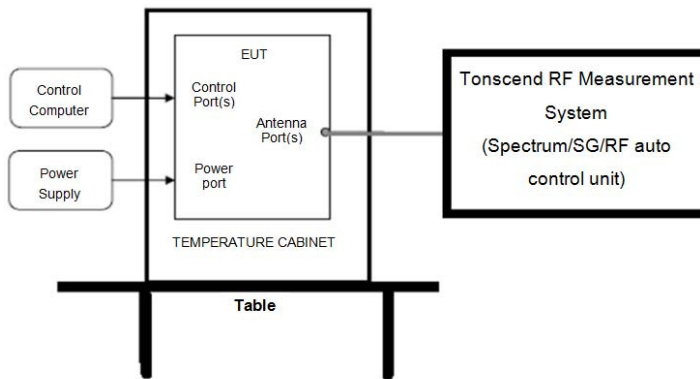 EUT
Control
Computer
Control
Port(s)
Antenna
Port(s)
Power
Supply
Power
port
TEMPERATURE CABINET
Table
Tonscend RF Measurement
System
(Spectrum/SG/RF auto
control unit)